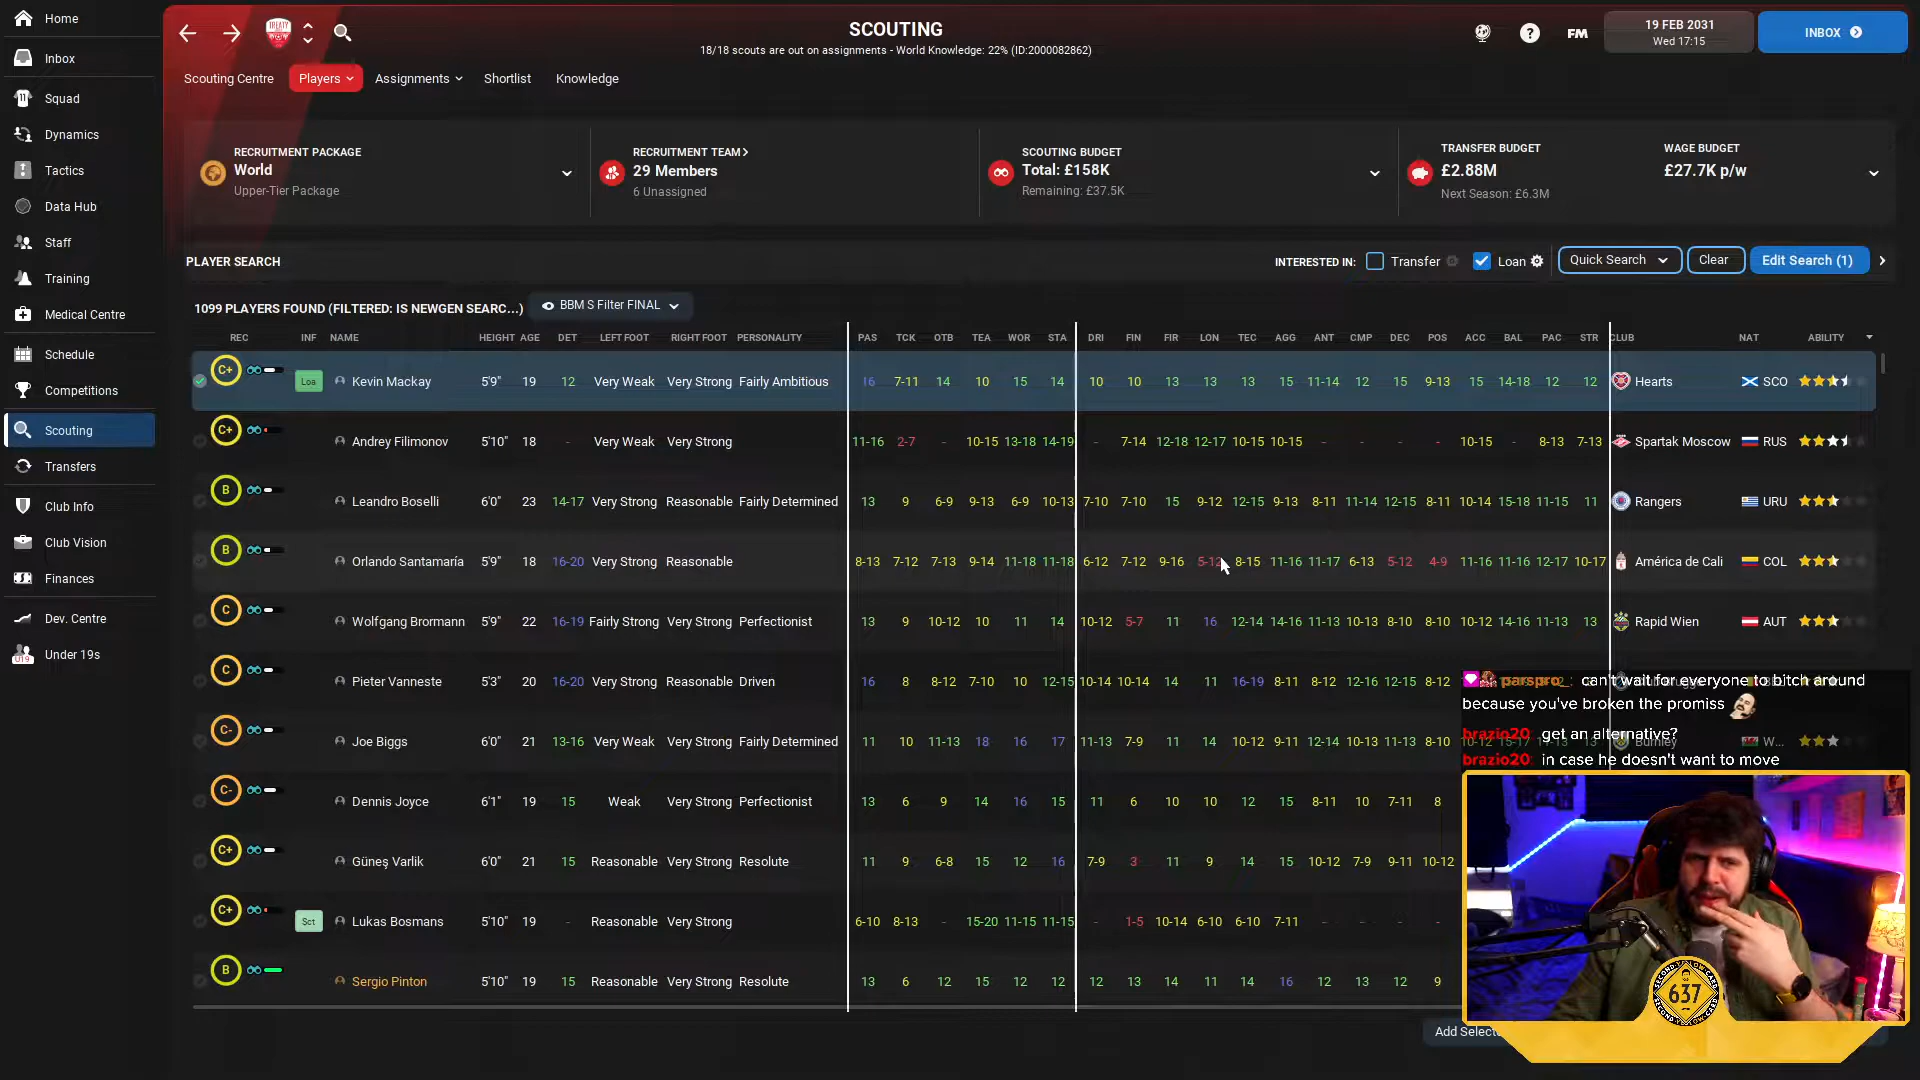 Home
Inbox
Squad
Dynamics
Tactics
Data Hub
Staff
Training
Medical Centre
Schedule
Competitions
Scouting
Transfers
Club Info
Club Vision
Finances
Dev. Centre
Under 19s
SCOUTING
18/18 scouts are out on assignments - World Knowledge: 22% (ID:2000082862)
FM
19 FEB 2031
Wed 17:15
INBOX
Scouting Centre Players Assignments Shortlist Knowledge
RECRUITMENT PACKAGE
World
Upper-Tier Package
RECRUITMENT TEAM
29 Members
6 Unassigned
SCOUTING BUDGET
Total: £158K
Remaining: £37.5K
TRANSFER BUDGET
£2.88M
Next Season: £6.3M
WAGE BUDGET
£27.7K p/w
PLAYER SEARCH
INTERESTED IN: Transfer Loan Quick Search Clear Edit Search (1)
1099 PLAYERS FOUND (FILTERED: IS NEWGEN SEARC...) BBM S Filter FINAL
REC INF NAME HEIGHT AGE DET LEFT FOOT RIGHT FOOT PERSONALITY PAS TCK OTB TEA WOR STA DRI FIN FIR LON TEC AGG ANT CMP DEC POS ACC BAL PAC STR CLUB NAT ABILITY
C+ Loa Kevin Mackay 5'9" 19 12 Very Weak Very Strong Fairly Ambitious 16 7-11 14 10 15 14 10 10 13 13 13 15 11-14 12 15 9-13 15 14-18 12 12 Hearts SCO
C+ Andrey Filimonov 5'10" 18 - Very Weak Very Strong 11-16 2-7 - 10-15 13-18 14-19 - 7-14 12-18 12-17 10-15 10-15 - - - - 10-15 - 8-13 7-13 Spartak Moscow RUS
B Leandro Boselli 6'0" 23 14-17 Very Strong Reasonable Fairly Determined 13 9 6-9 9-13 6-9 10-13 7-10 7-10 15 9-12 12-15 9-13 8-11 11-14 12-15 8-11 10-14 15-18 11-15 11 Rangers URU
B Orlando Santamaría 5'9" 18 16-20 Very Strong Reasonable 8-13 7-12 7-13 9-14 11-18 11-18 6-12 7-12 9-16 5-12 8-15 11-16 11-17 6-13 5-12 4-9 11-16 11-16 12-17 10-17 América de Cali COL
C Wolfgang Brormann 5'9" 22 16-19 Fairly Strong Very Strong Perfectionist 13 9 10-12 10 11 14 10-12 5-7 11 16 12-14 14-16 11-13 10-13 8-10 8-10 10-12 14-16 11-13 13 Rapid Wien AUT
C Pieter Vanneste 5'3" 20 16-20 Very Strong Reasonable Driven 16 8 8-12 7-10 10 12-15 10-14 10-14 14 11 16-19 8-11 8-12 12-16 12-15 8-12
C- Joe Biggs 6'0" 21 13-16 Very Weak Very Strong Fairly Determined 11 10 11-13 18 16 17 11-13 7-9 11 14 10-12 9-11 12-14 10-13 11-13 8-10 10-12 15-17 11-13 13 Burnley W...
C- Dennis Joyce 6'1" 19 15 Weak Very Strong Perfectionist 13 6 9 14 16 15 11 6 10 10 12 15 8-11 10 7-11 8
C+ Güneş Varlik 6'0" 21 15 Reasonable Very Strong Resolute 11 9 6-8 15 12 16 7-9 3 11 9 14 15 10-12 7-9 9-11 10-12
C+ Sct Lukas Bosmans 5'10" 19 - Reasonable Very Strong 6-10 8-13 - 15-20 11-15 11-15 - 1-5 10-14 6-10 6-10 7-11 - - - -
B Sergio Pinton 5'10" 19 15 Reasonable Very Strong Resolute 13 6 12 15 12 12 12 13 14 11 14 16 12 13 12 9
parspro_: can't wait for everyone to bitch around
because you've broken the promiss
brazio20: get an alternative?
brazio20: in case he doesn't want to move
Add Selecte
SECOND YELLOW CARD
637